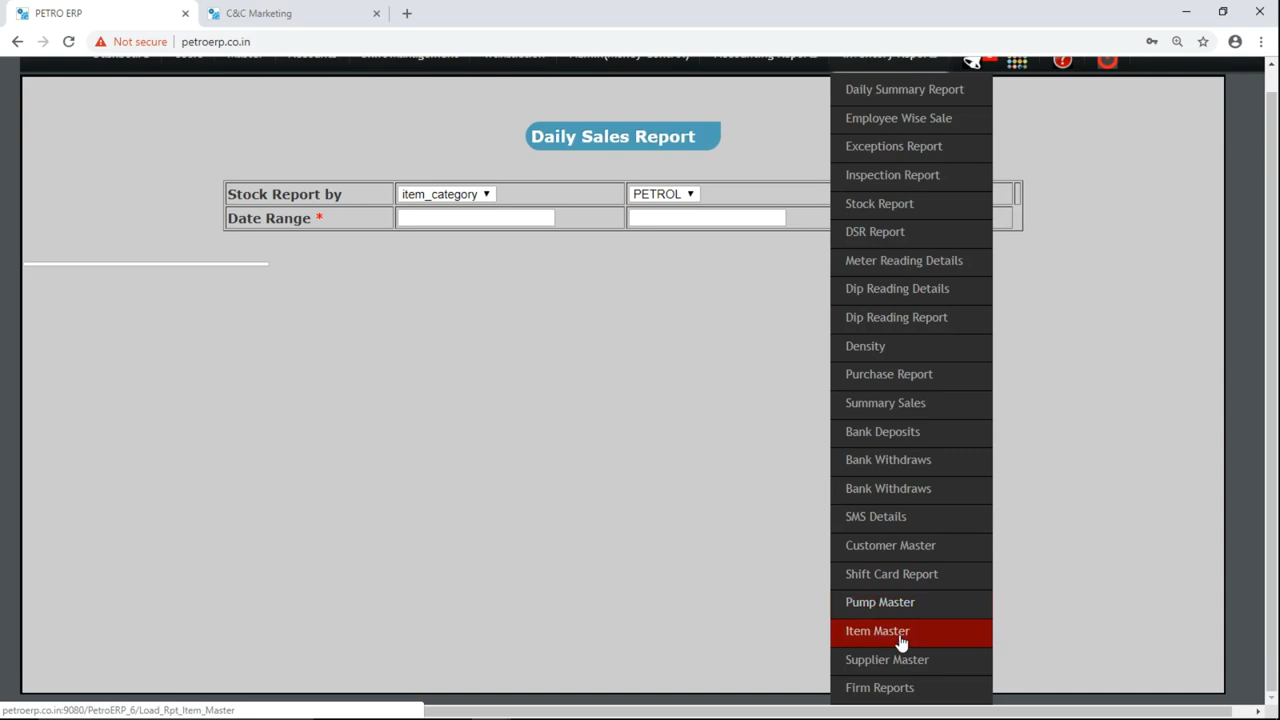 PETRO ERP
C&C Marketing
Not secure
petroerp.co.in
Daily Summary Report
Daily Sales Report
Employee Wise Sale
Exceptions Report
Inspection Report
Stock Report by
item_category
PETROL
Stock Report
Date Range *
DSR Report
Meter Reading Details
Dip Reading Details
Dip Reading Report
Density
Purchase Report
Summary Sales
Bank Deposits
Bank Withdraws
Bank Withdraws
SMS Details
Customer Master
Shift Card Report
Pump Master
Item Master
Supplier Master
Firm Reports
petroerp.co.in:9080/PetroERP_6/Load_Rpt_Item_Master